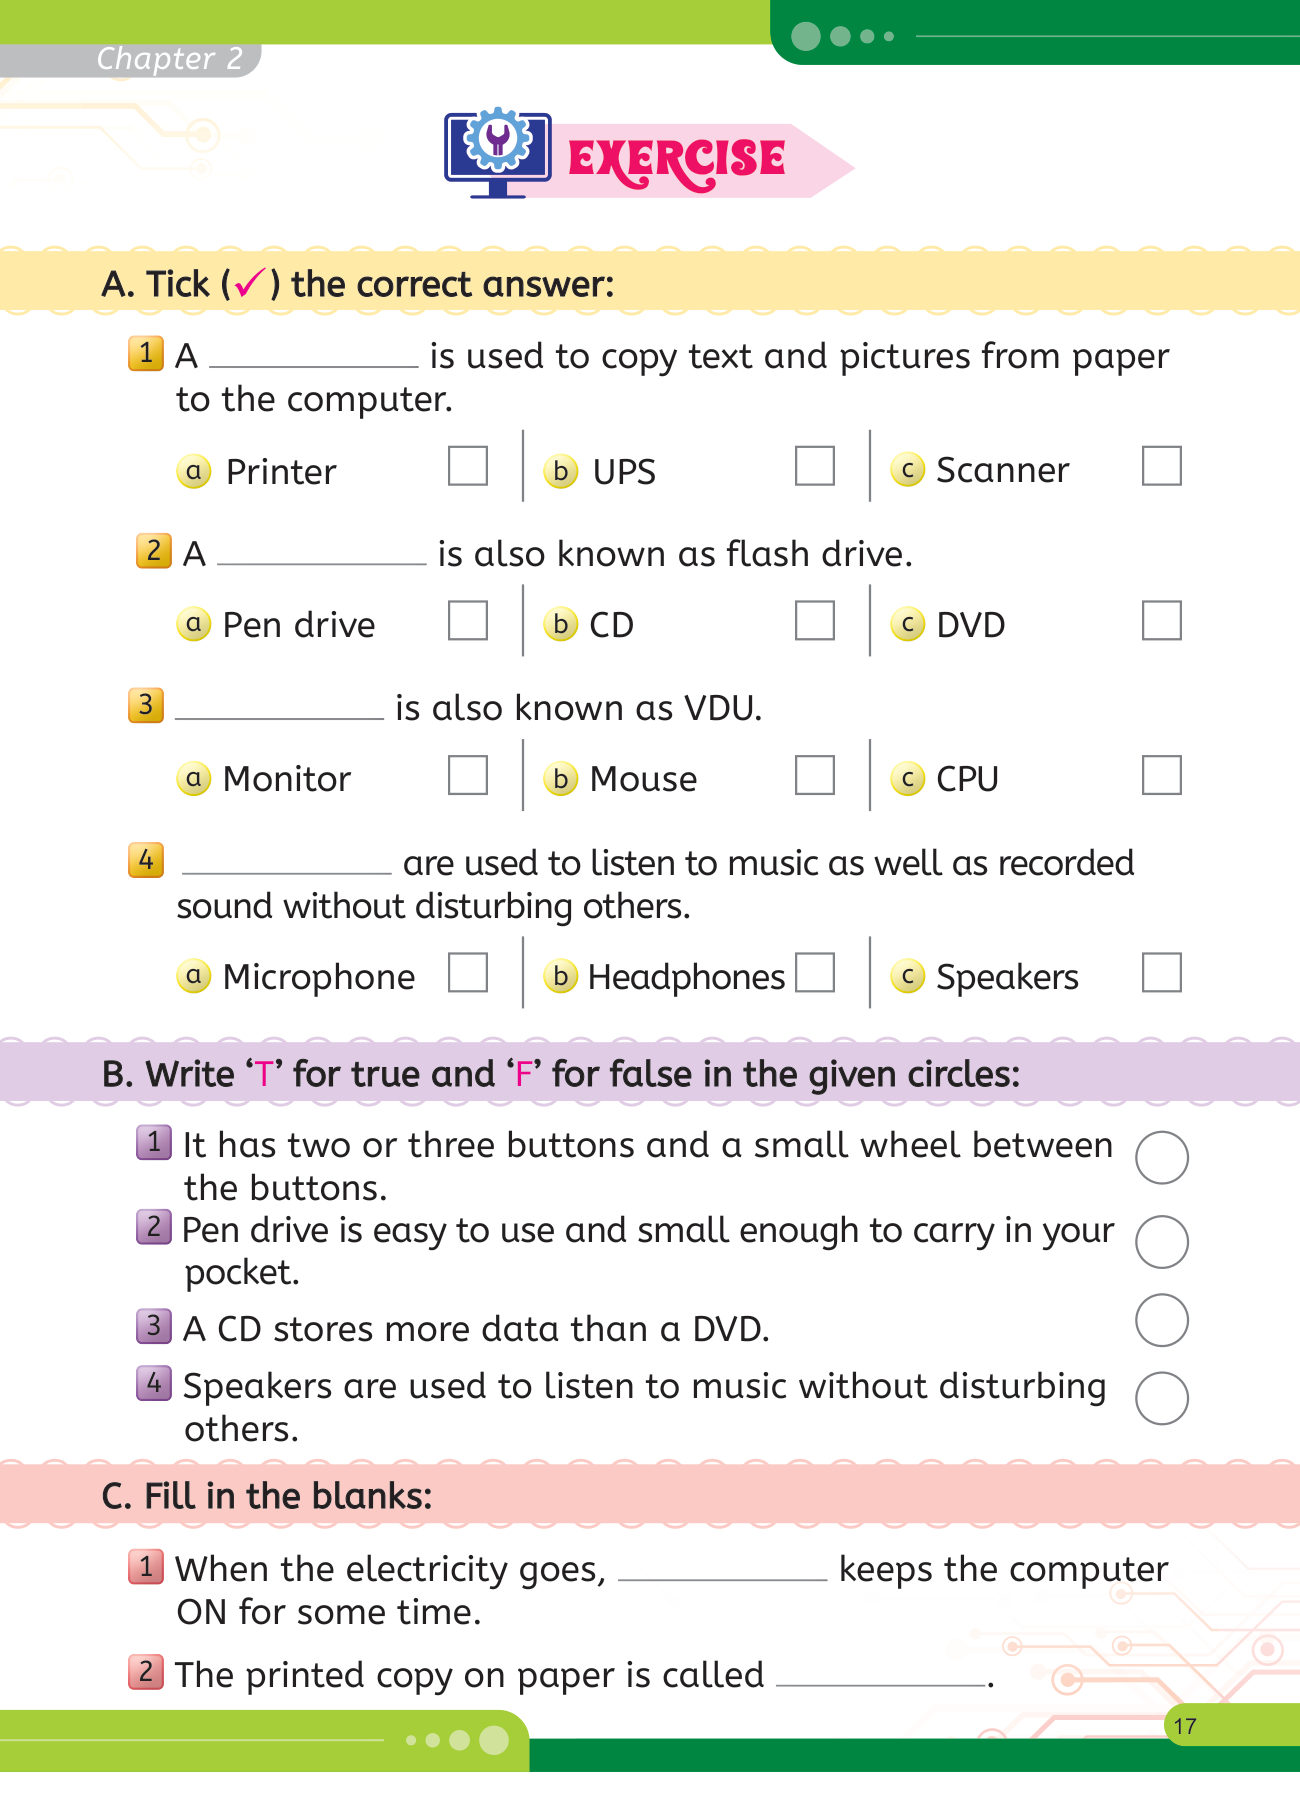 Chapter 2
EXERCISE
A. Tick (✓) the correct answer:
1 A ____________ is used to copy text and pictures from paper
to the computer.
a Printer b UPS c Scanner
2 A ____________ is also known as flash drive.
a Pen drive b CD c DVD
3 ____________ is also known as VDU.
a Monitor b Mouse c CPU
4 ____________ are used to listen to music as well as recorded
sound without disturbing others.
a Microphone b Headphones c Speakers
B. Write ‘T’ for true and ‘F’ for false in the given circles:
1 It has two or three buttons and a small wheel between
the buttons.
2 Pen drive is easy to use and small enough to carry in your
pocket.
3 A CD stores more data than a DVD.
4 Speakers are used to listen to music without disturbing
others.
C. Fill in the blanks:
1 When the electricity goes, ____________ keeps the computer
ON for some time.
2 The printed copy on paper is called ____________.
17